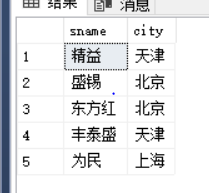 结果 消息
sname city
1 精益 天津
2 盛锡 北京
3 东方红 北京
4 丰泰盛 天津
5 为民 上海